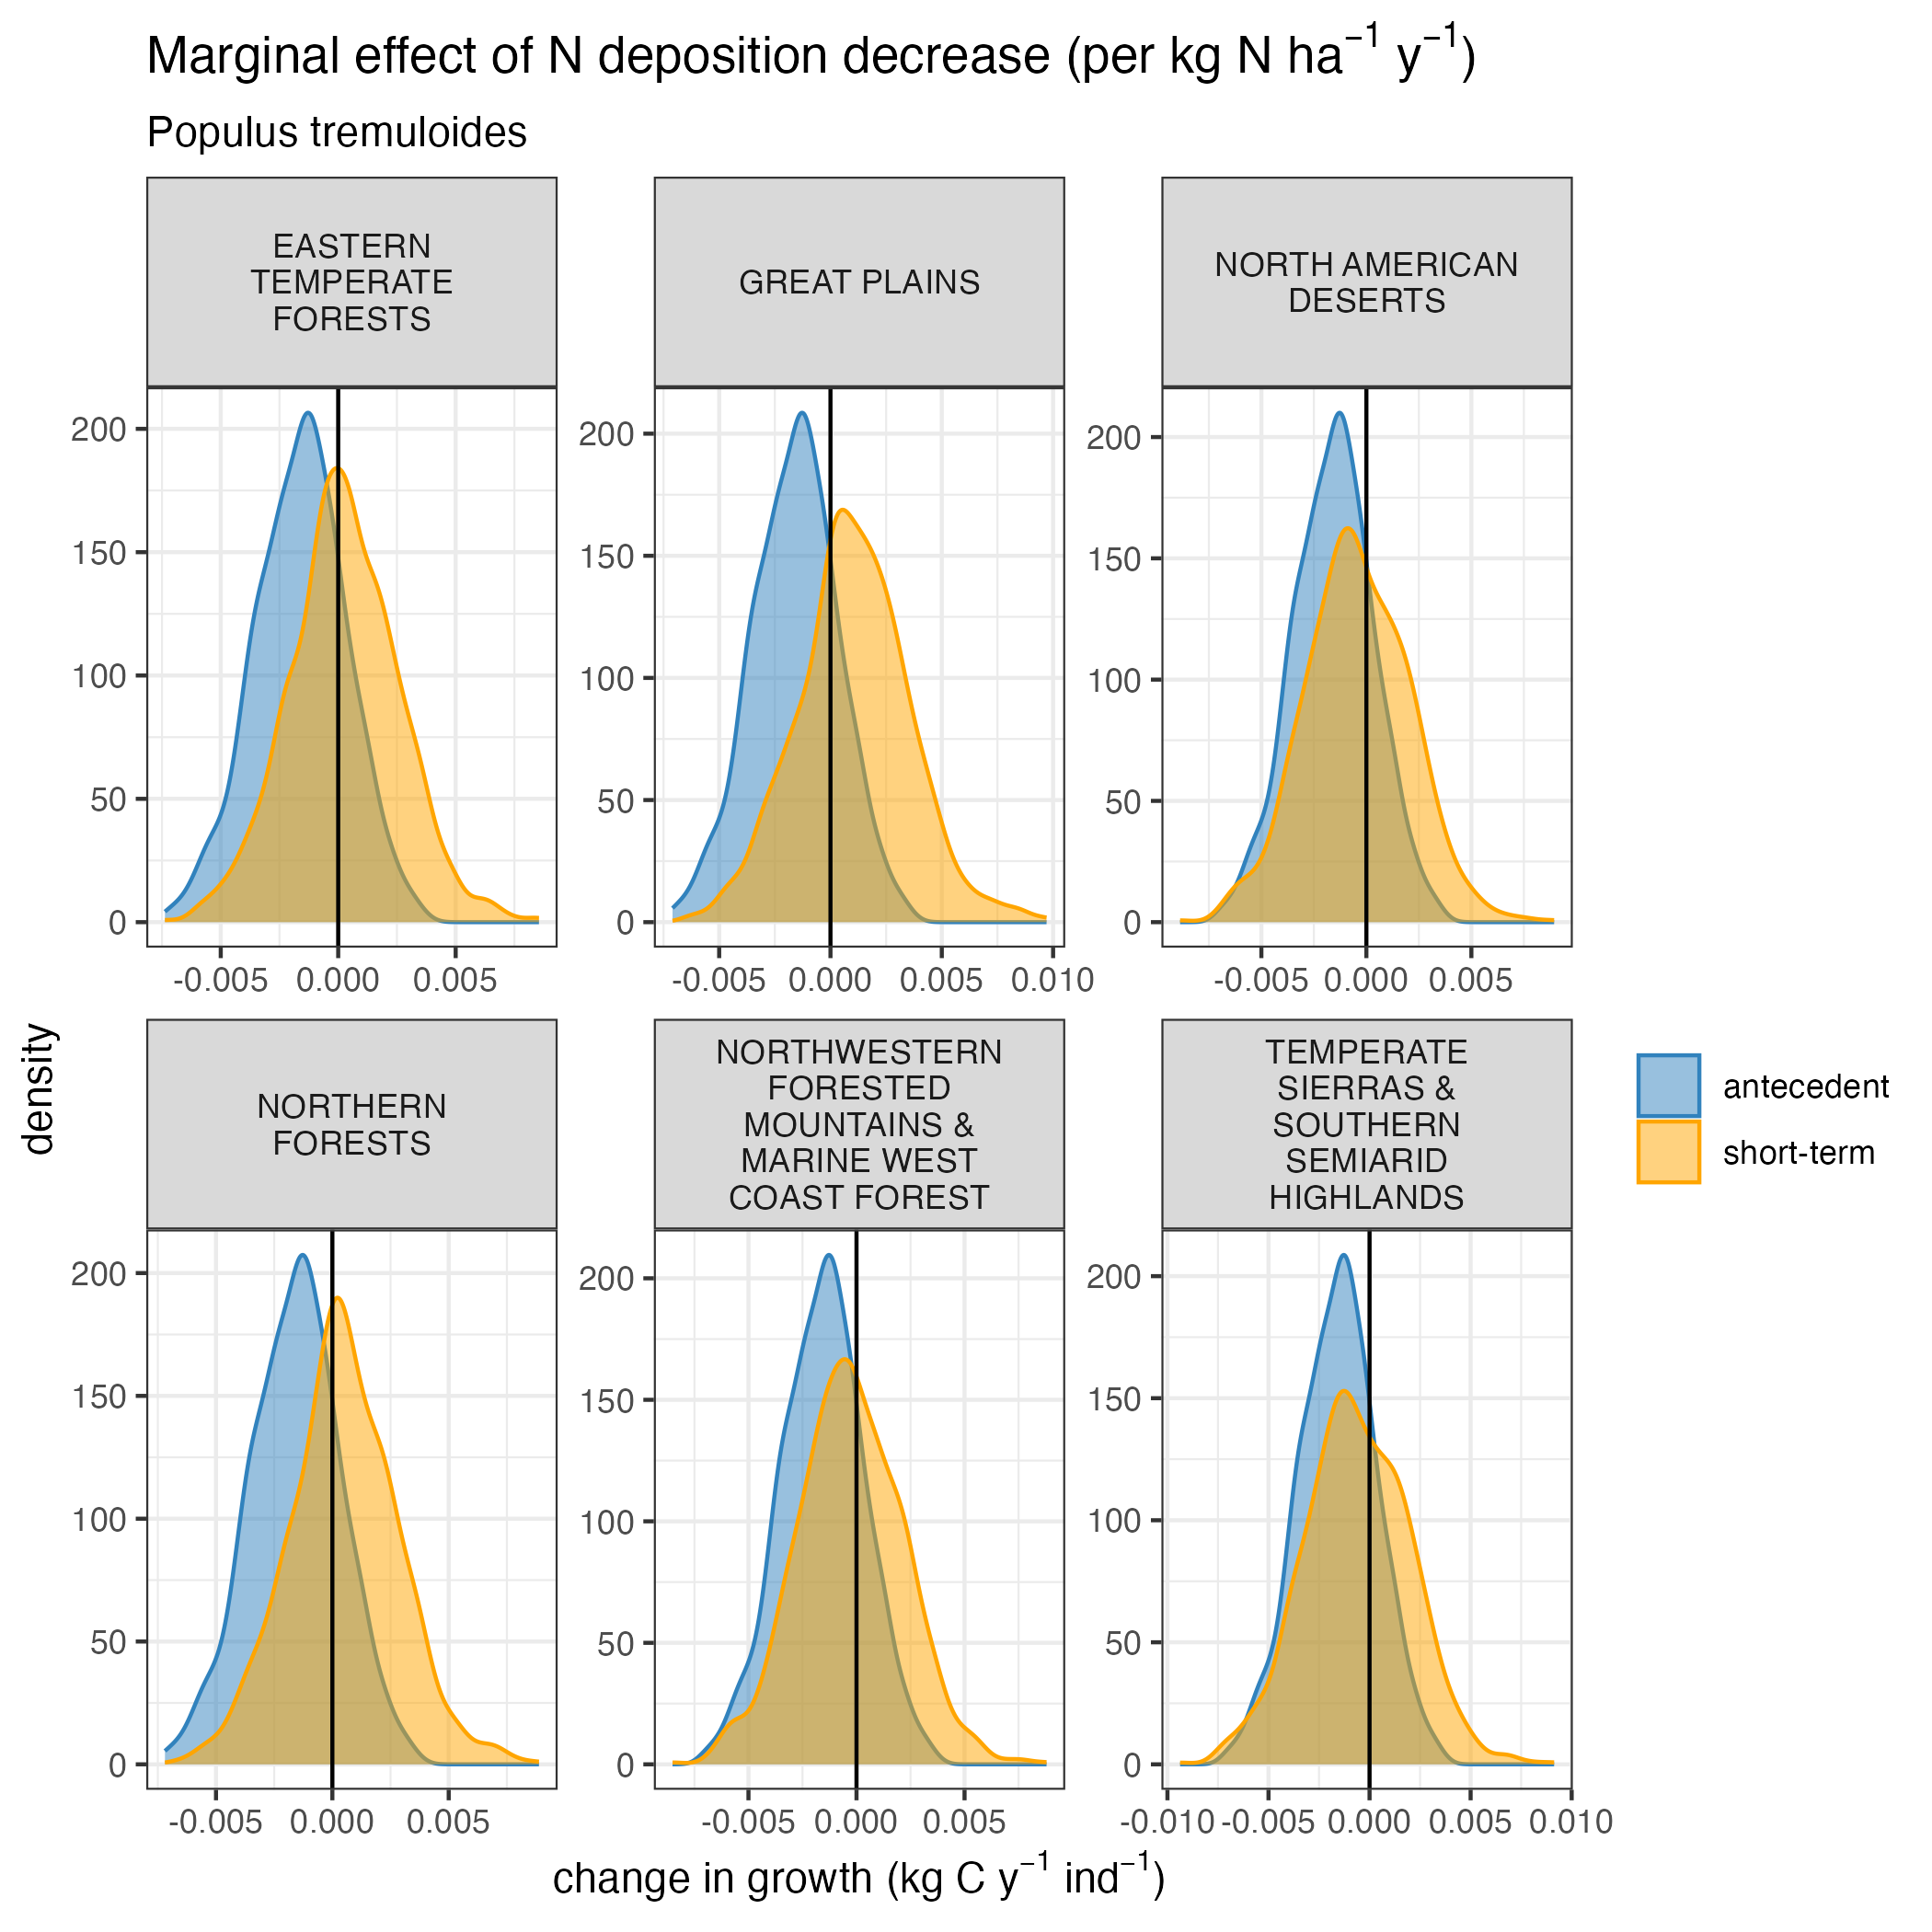 Marginal effect of N deposition decrease (per kg N ha⁻¹ y⁻¹)
Populus tremuloides
EASTERN
TEMPERATE
FORESTS
GREAT PLAINS
NORTH AMERICAN
DESERTS
200
150
100
50
0
200
150
100
50
0
200
150
100
50
0
-0.005 0.000 0.005
-0.005 0.000 0.005 0.010
-0.005 0.000 0.005
density
NORTHERN
FORESTS
NORTHWESTERN
FORESTED
MOUNTAINS &
MARINE WEST
COAST FOREST
TEMPERATE
SIERRAS &
SOUTHERN
SEMIARID
HIGHLANDS
200
150
100
50
0
200
150
100
50
0
200
150
100
50
0
-0.005 0.000 0.005
-0.005 0.000 0.005
-0.010 -0.005 0.000 0.005 0.010
change in growth (kg C y⁻¹ ind⁻¹)
antecedent
short-term